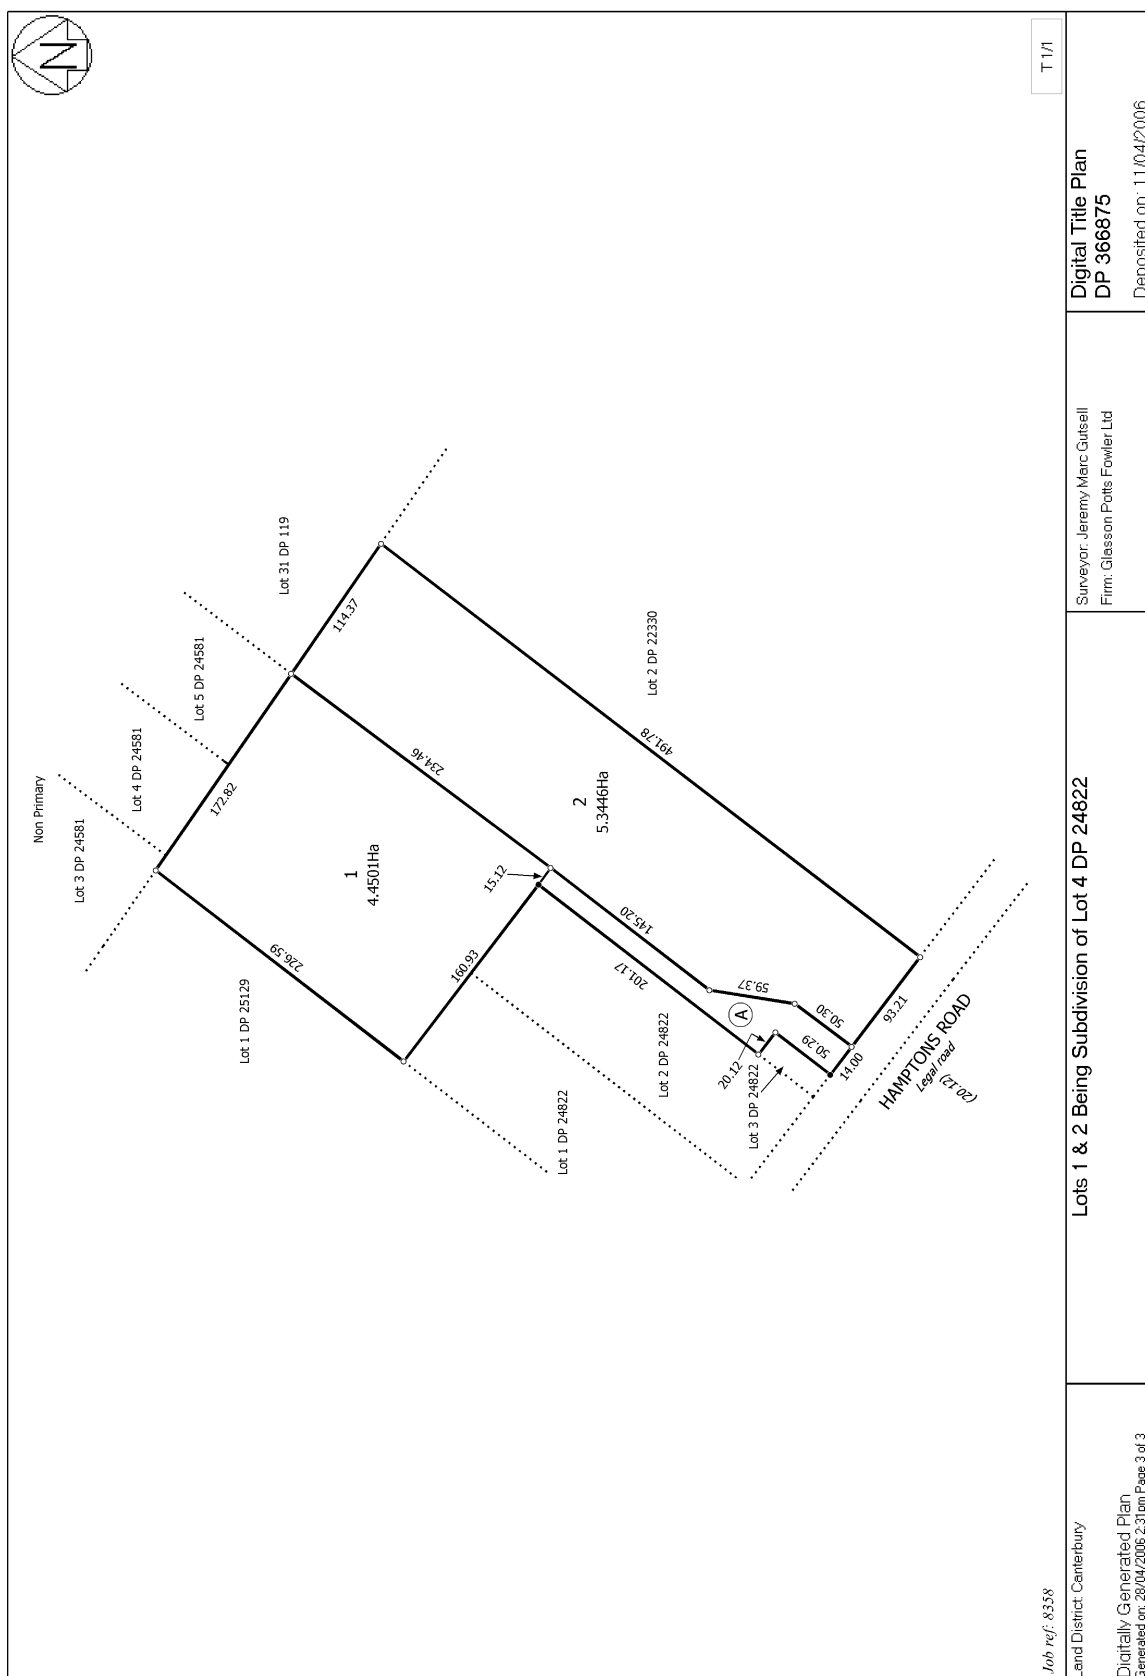 N
T 1/1
Non Primary
Lot 3 DP 24581
Lot 4 DP 24581
Lot 5 DP 24581
Lot 31 DP 119
172.82
114.37
226.59
Lot 1 DP 25129
1
4.4501Ha
234.46
15.12
160.93
2
5.3446Ha
Lot 2 DP 22330
491.78
201.17
145.20
59.37
A
50.30
50.29
20.12
14.00
93.21
Lot 1 DP 24822
Lot 2 DP 24822
Lot 3 DP 24822
HAMPTONS ROAD
Legal road
(20.12)
Job ref: 8358
Land District: Canterbury
Digitally Generated Plan
Generated on: 28/04/2006 2:31pm Page 3 of 3
Lots 1 & 2 Being Subdivision of Lot 4 DP 24822
Surveyor: Jeremy Marc Gutsell
Firm: Glasson Potts Fowler Ltd
Digital Title Plan
DP 366875
Deposited on: 11/04/2006